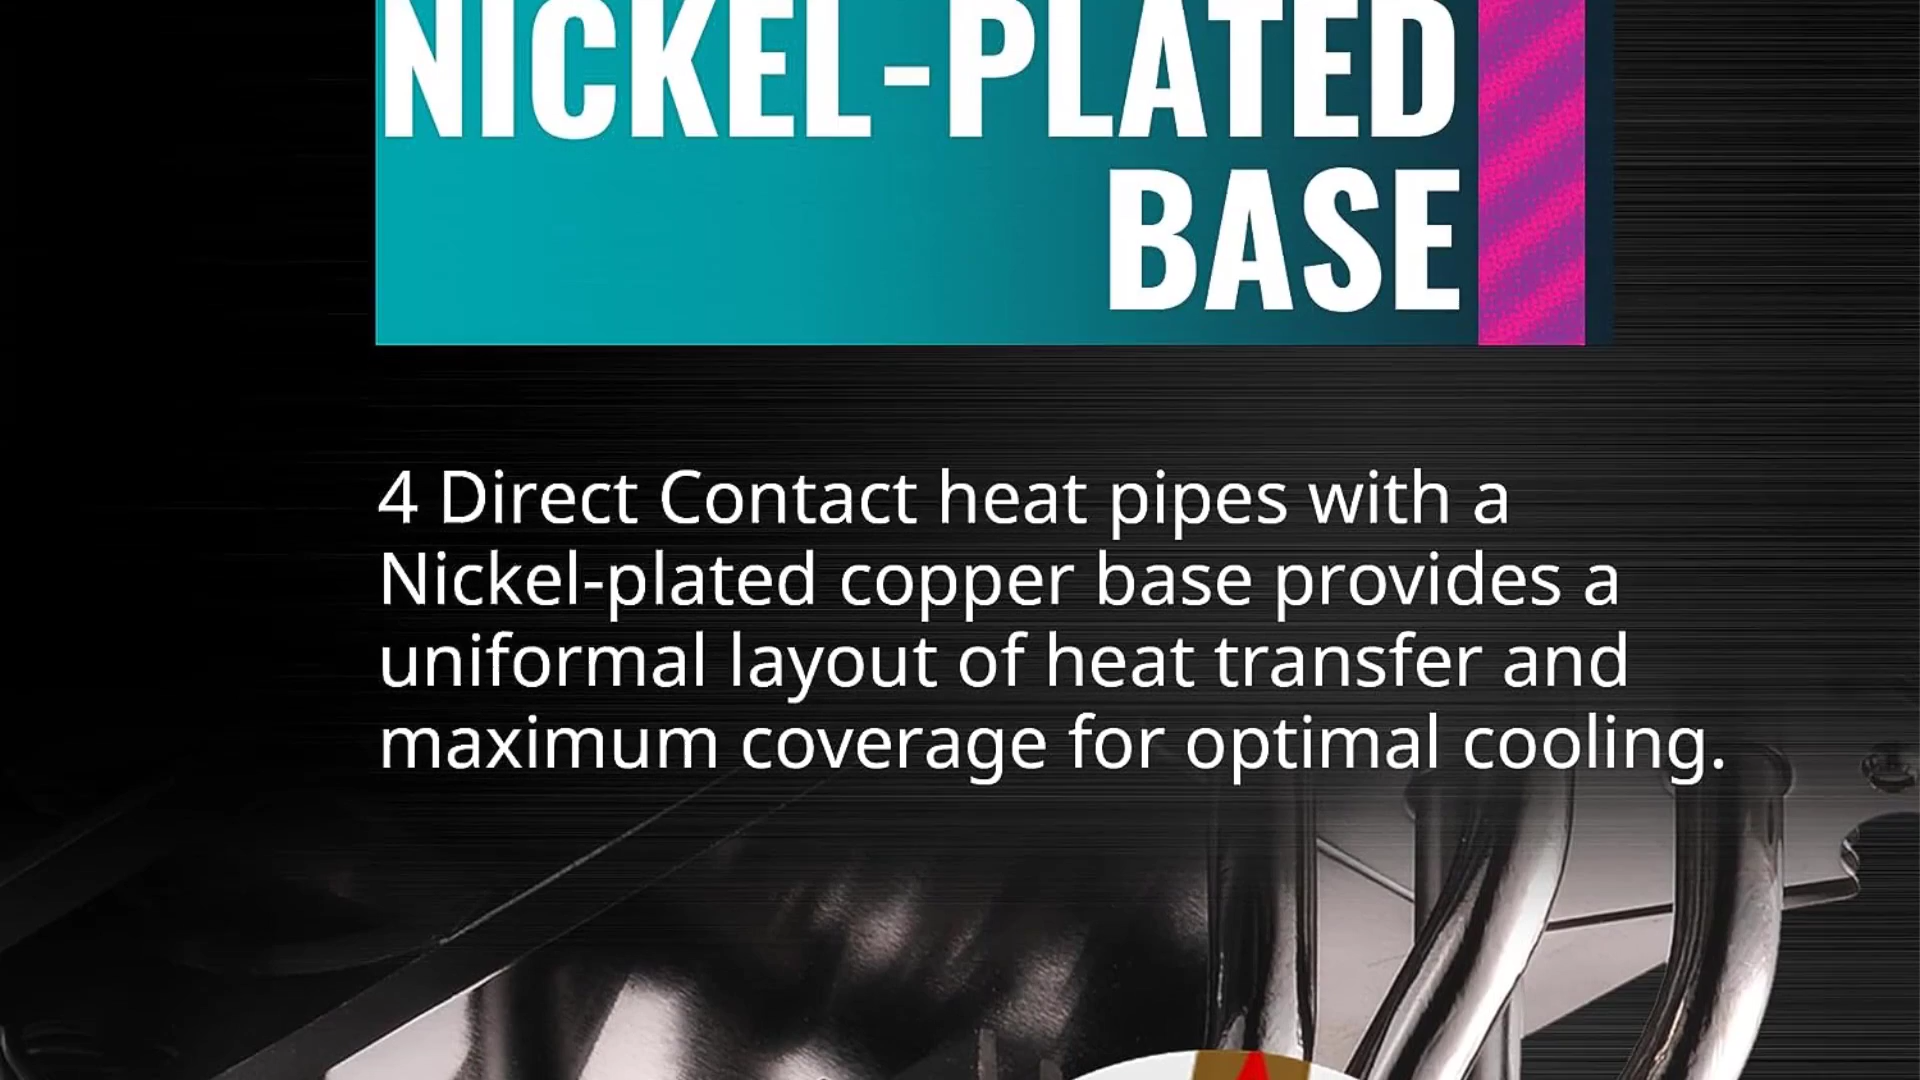 NICKEL-PLATED
BASE
4 Direct Contact heat pipes with a
Nickel-plated copper base provides a
uniformal layout of heat transfer and
maximum coverage for optimal cooling.